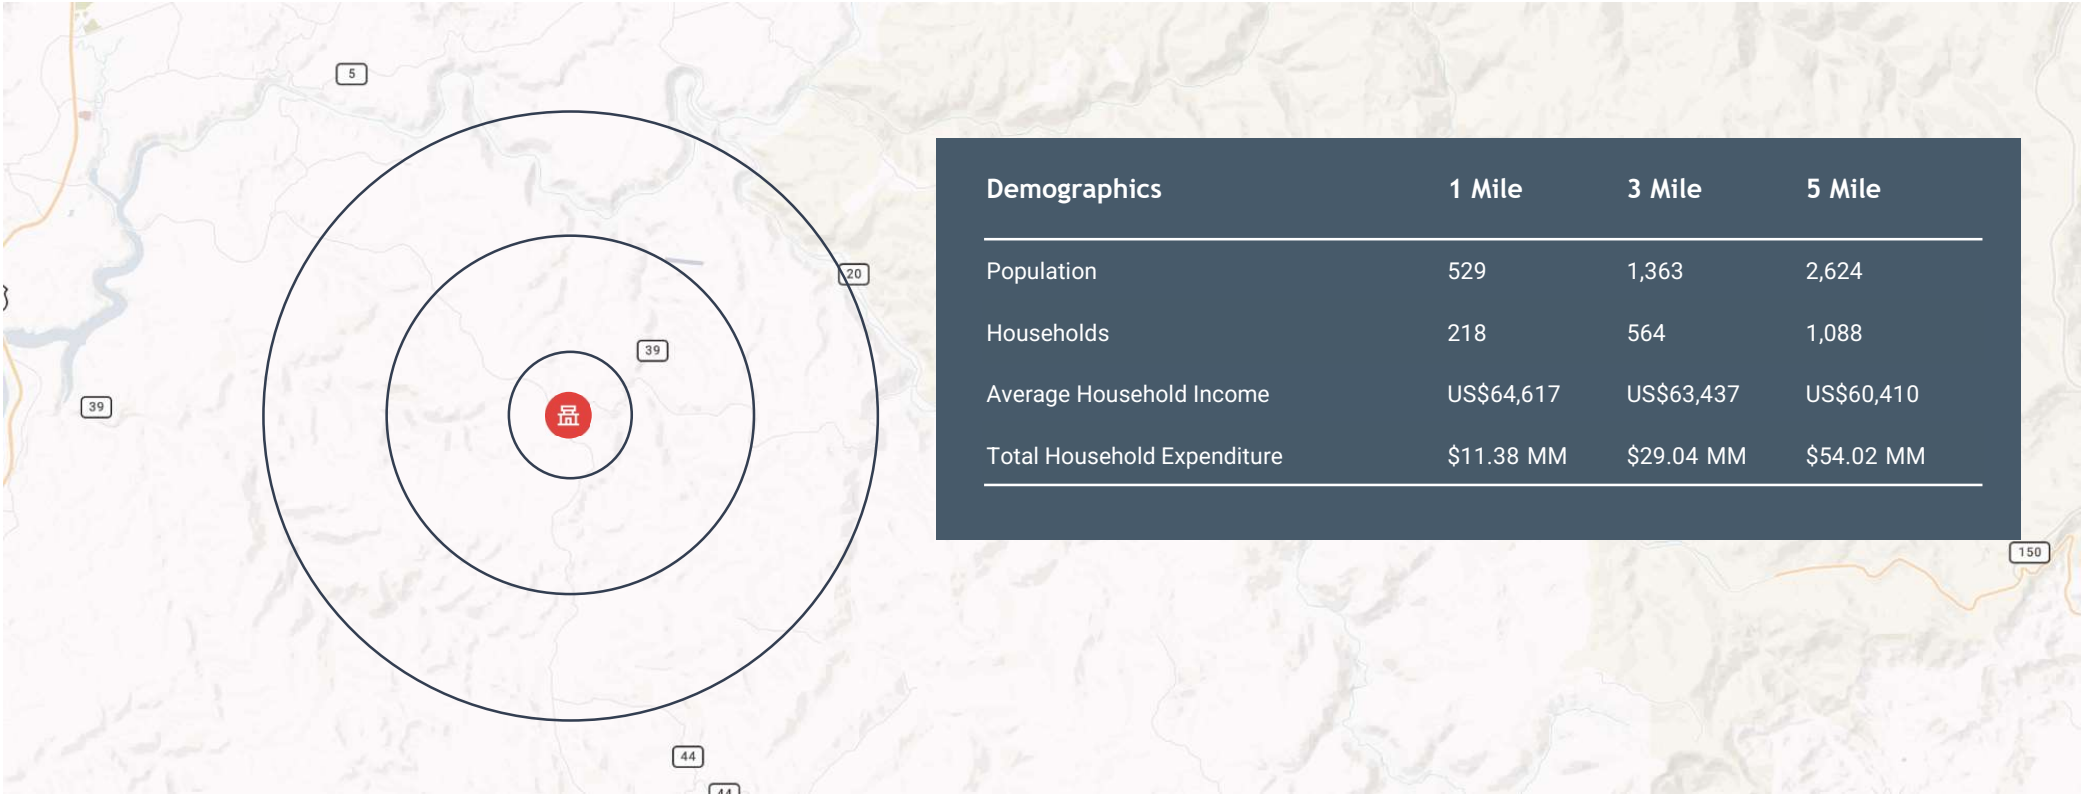 5
Demographics 1 Mile 3 Mile 5 Mile
Population 529 1,363 2,624
20
Households 218 564 1,088
39
Average Household Income US$64,617 US$63,437 US$60,410
39
Total Household Expenditure $11.38 MM $29.04 MM $54.02 MM
150
44
44